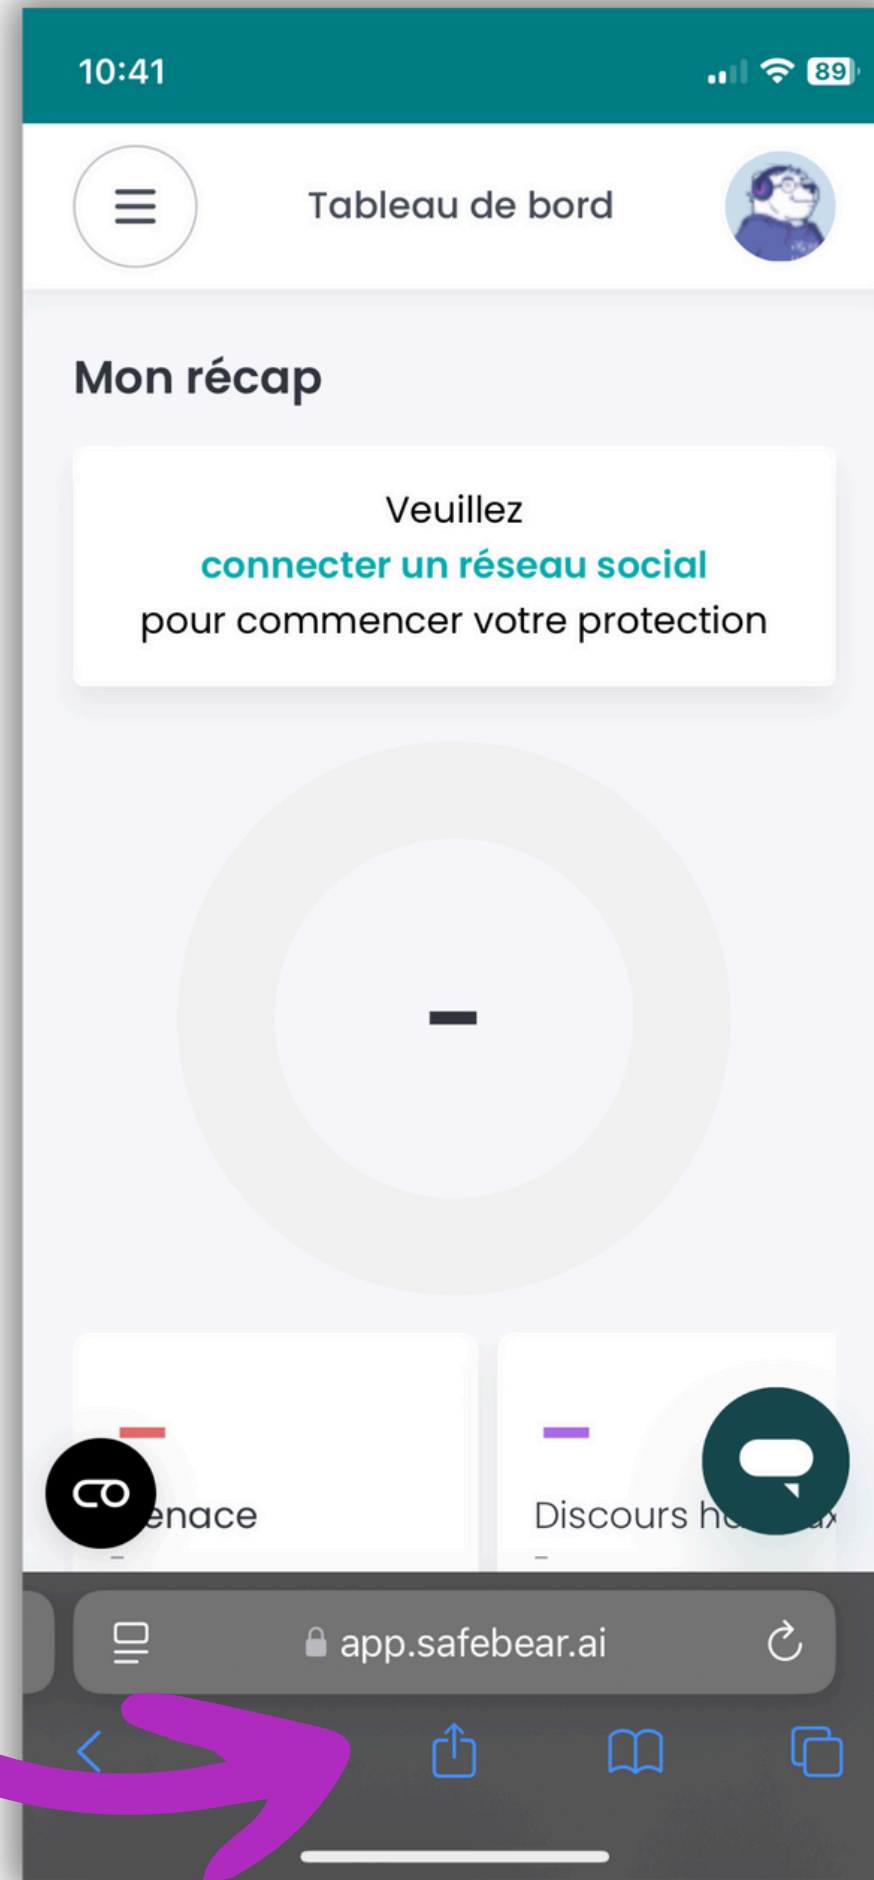 10:41
89
Tableau de bord
Mon récap
Veuillez
connecter un réseau social
pour commencer votre protection
Discours
app.safebear.ai